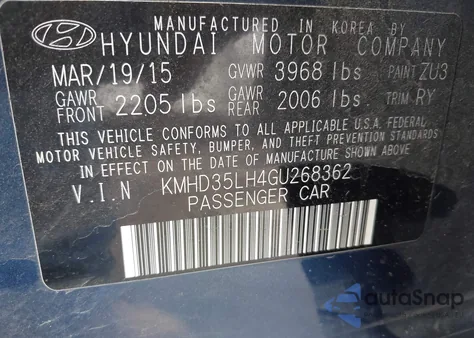 MANUFACTURED IN KOREA BY
HYUNDAI MOTOR COMPANY
MAR/19/15 GVWR 3968 lbs PAINT ZU3
GAWR FRONT 2205 lbs GAWR REAR 2006 lbs TRIM RY
THIS VEHICLE CONFORMS TO ALL APPLICABLE U.S.A. FEDERAL
MOTOR VEHICLE SAFETY, BUMPER, AND THEFT PREVENTION STANDARDS
IN EFFECT ON THE DATE OF MANUFACTURE SHOWN ABOVE.
V.I.N KMHD35LH4GU268362
PASSENGER CAR
autoSnap